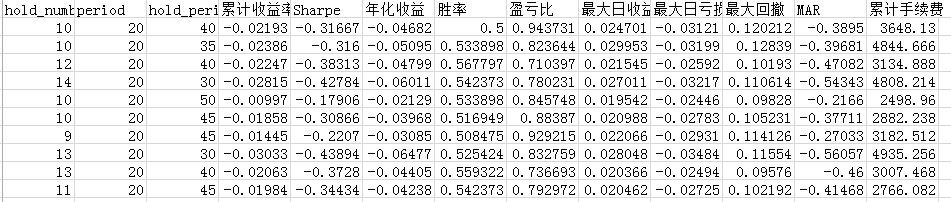 hold_numb period hold_peri 累计收益率 Sharpe 年化收益 胜率 盈亏比 最大日收益 最大日亏损 最大回撤 MAR 累计手续费
10 20 40 -0.02193 -0.31667 -0.04682 0.5 0.943731 0.024701 -0.03121 0.120212 -0.3895 3648.13
10 20 35 -0.02386 -0.316 -0.05095 0.533898 0.823644 0.029953 -0.03199 0.12839 -0.39681 4844.666
12 20 40 -0.02247 -0.38313 -0.04799 0.567797 0.710397 0.021545 -0.02592 0.10193 -0.47082 3134.888
14 20 30 -0.02815 -0.42784 -0.06011 0.542373 0.780231 0.027011 -0.03217 0.110614 -0.54343 4808.214
10 20 50 -0.00997 -0.17906 -0.02129 0.533898 0.845748 0.019542 -0.02446 0.09828 -0.2166 2498.96
10 20 45 -0.01858 -0.30866 -0.03968 0.516949 0.88387 0.020988 -0.02783 0.105231 -0.37711 2882.238
9 20 45 -0.01445 -0.2207 -0.03085 0.508475 0.929215 0.022066 -0.02931 0.114126 -0.27033 3182.512
13 20 30 -0.03033 -0.43894 -0.06477 0.525424 0.832759 0.028048 -0.03484 0.11554 -0.56057 4935.256
13 20 40 -0.02063 -0.3728 -0.04405 0.559322 0.736693 0.020366 -0.02494 0.09576 -0.46 3007.468
11 20 45 -0.01984 -0.34434 -0.04238 0.542373 0.792972 0.020462 -0.02725 0.102192 -0.41468 2766.082